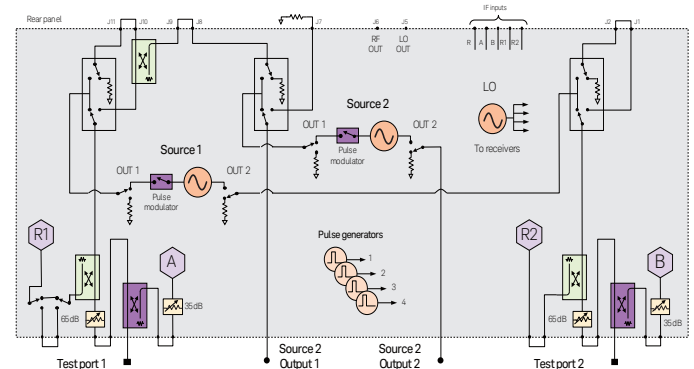 Rear panel
J11
J10
J9
J8
J7
J6
J5
J2
J1
RF
OUT
LO
OUT
IF inputs
R
A
B
R1
R2
LO
To receivers
Source 2
OUT 1
OUT 2
Pulse
modulator
Source 1
OUT 1
OUT 2
Pulse
modulator
Pulse generators
1
2
3
4
R1
A
65dB
35dB
R2
B
65dB
35dB
Test port 1
Source 2
Output 1
Source 2
Output 2
Test port 2